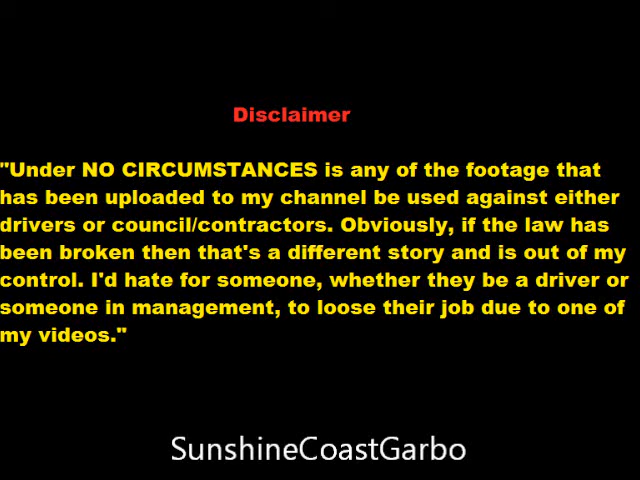 Disclaimer
"Under NO CIRCUMSTANCES is any of the footage that
has been uploaded to my channel be used against either
drivers or council/contractors. Obviously, if the law has
been broken then that's a different story and is out of my
control. I'd hate for someone, whether they be a driver or
someone in management, to loose their job due to one of
my videos."
SunshineCoastGarbo